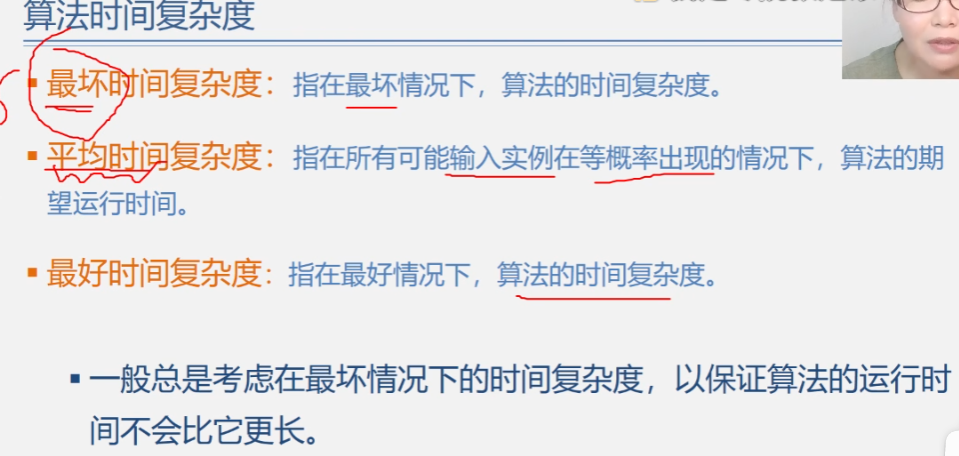 算法时间复杂度
▪ 最坏时间复杂度：指在最坏情况下，算法的时间复杂度。
▪ 平均时间复杂度：指在所有可能输入实例在等概率出现的情况下，算法的期
望运行时间。
▪ 最好时间复杂度：指在最好情况下，算法的时间复杂度。
▪ 一般总是考虑在最坏情况下的时间复杂度，以保证算法的运行时
间不会比它更长。